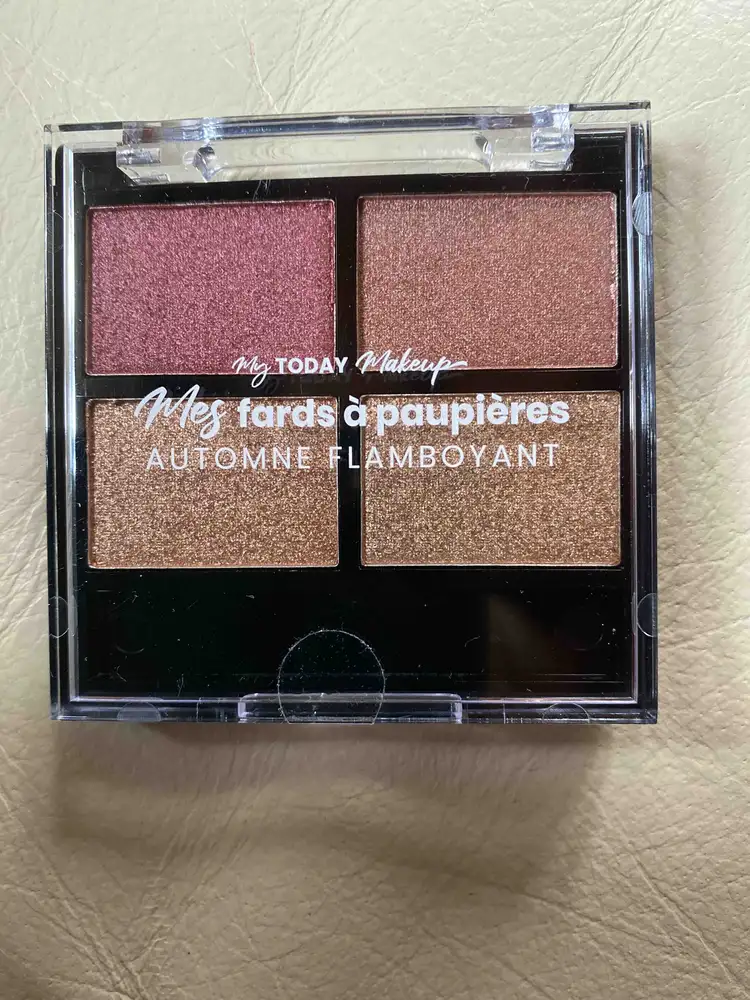 My TODAY Makeup
Mes fards à paupières
AUTOMNE FLAMBOYANT